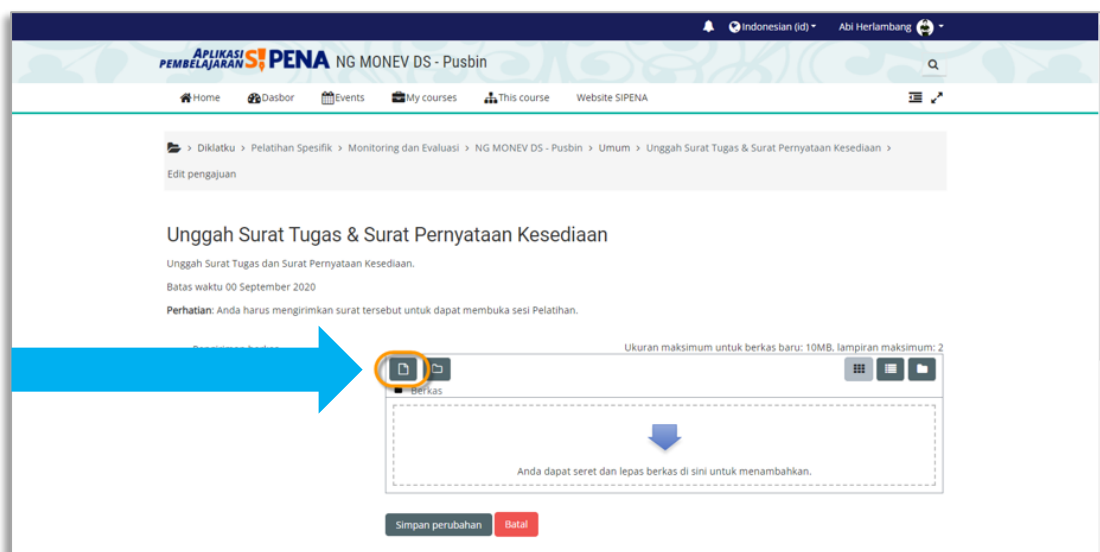 Indonesian (id) Abi Herlambang
APLIKASI PEMBELAJARAN S!PENA NG MONEV DS - Pusbin
Home Dasbor Events My courses This course Website SIPENA
> Diklatku > Pelatihan Spesifik > Monitoring dan Evaluasi > NG MONEV DS - Pusbin > Umum > Unggah Surat Tugas & Surat Pernyataan Kesediaan >
Edit pengajuan
Unggah Surat Tugas & Surat Pernyataan Kesediaan
Unggah Surat Tugas dan Surat Pernyataan Kesediaan.
Batas waktu 00 September 2020
Perhatian: Anda harus mengirimkan surat tersebut untuk dapat membuka sesi Pelatihan.
Ukuran maksimum untuk berkas baru: 10MB, lampiran maksimum: 2
Berkas
Anda dapat seret dan lepas berkas di sini untuk menambahkan.
Simpan perubahan Batal